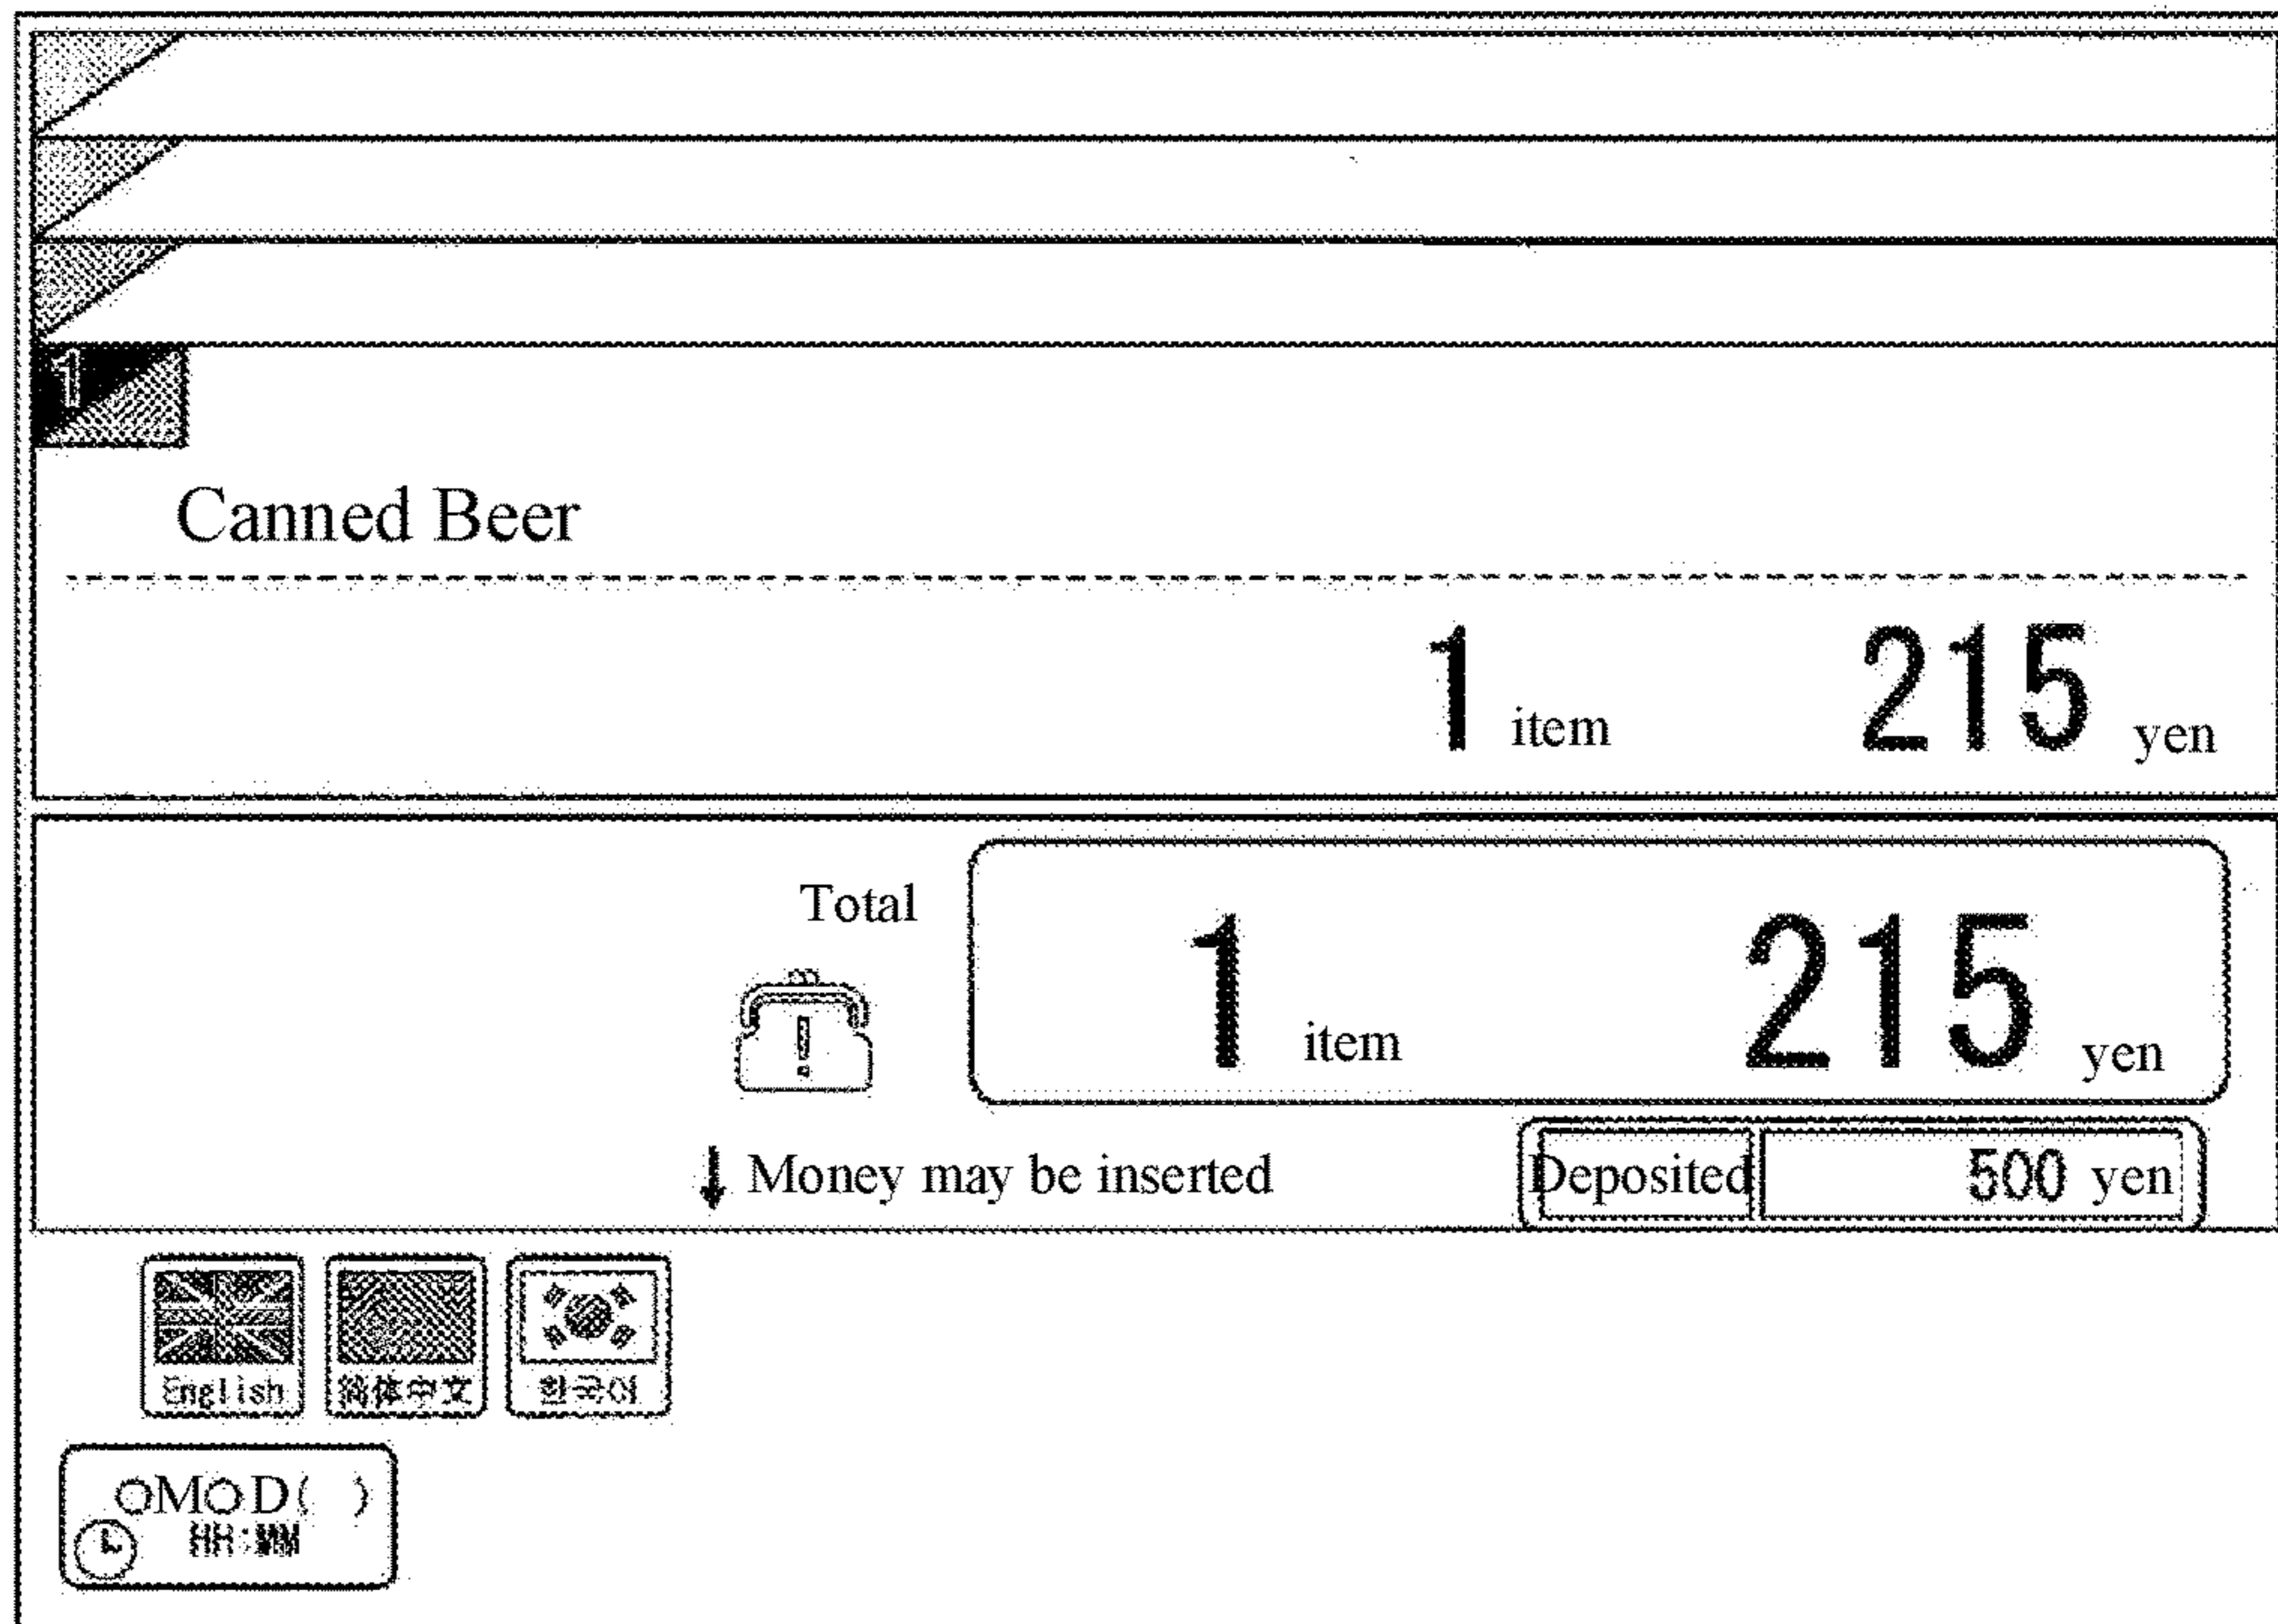 1
Canned Beer
1 item 215 yen
Total
1 item 215 yen
↓ Money may be inserted
Deposited 500 yen
English 简体中文 한국어
○M○D( )
HH:MM